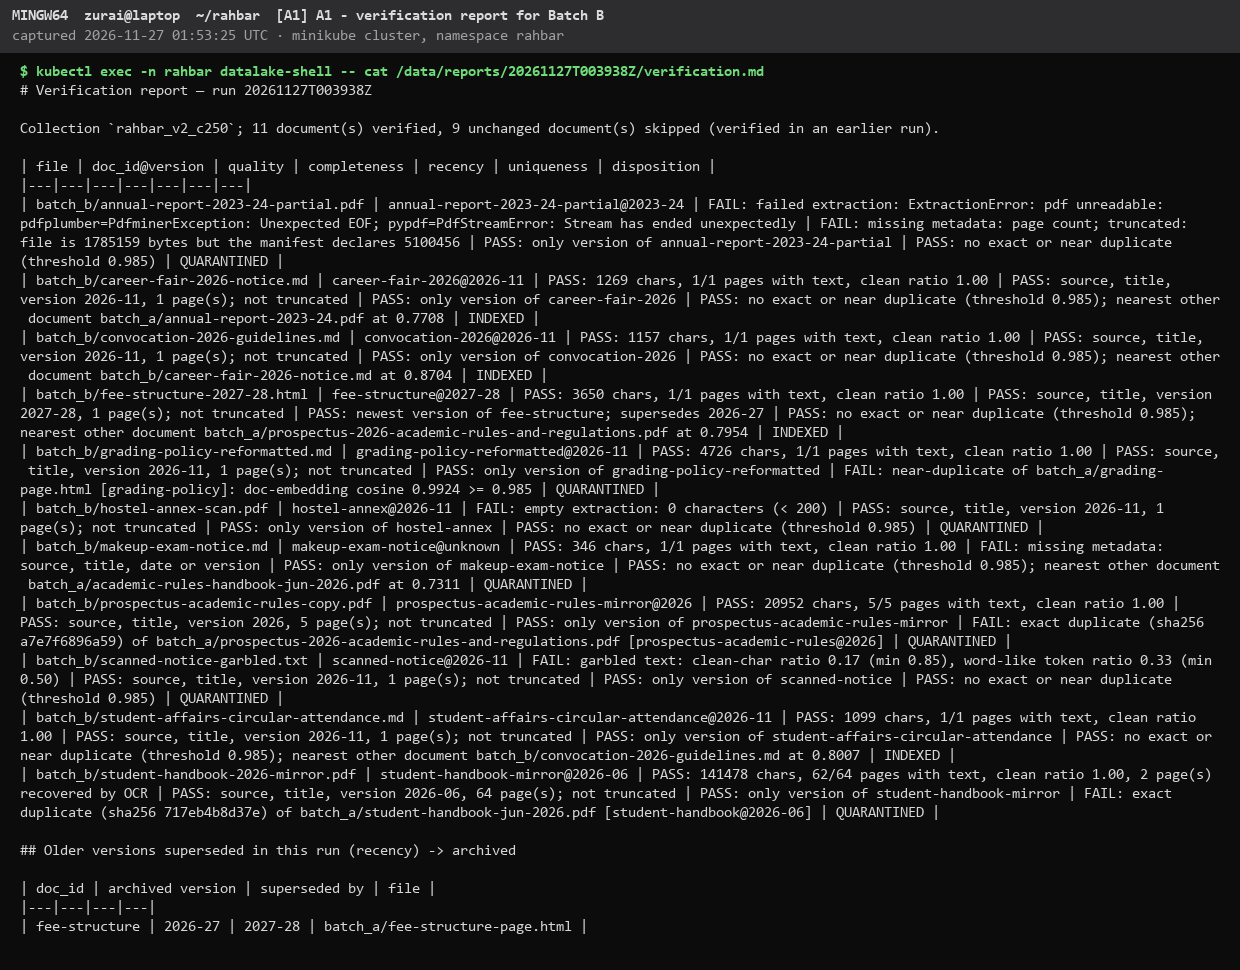 MINGW64  zurai@laptop  ~/rahbar  [A1] A1 - verification report for Batch B
captured 2026-11-27 01:53:25 UTC · minikube cluster, namespace rahbar
$ kubectl exec -n rahbar datalake-shell -- cat /data/reports/20261127T003938Z/verification.md
# Verification report — run 20261127T003938Z
Collection `rahbar_v2_c250`; 11 document(s) verified, 9 unchanged document(s) skipped (verified in an earlier run).
| file | doc_id@version | quality | completeness | recency | uniqueness | disposition |
|---|---|---|---|---|---|---|
| batch_b/annual-report-2023-24-partial.pdf | annual-report-2023-24-partial@2023-24 | FAIL: failed extraction: ExtractionError: pdf unreadable:
pdfplumber=PdfminerException: Unexpected EOF; pypdf=PdfStreamError: Stream has ended unexpectedly | FAIL: missing metadata: page count; truncated:
file is 1785159 bytes but the manifest declares 5100456 | PASS: only version of annual-report-2023-24-partial | PASS: no exact or near duplicate
(threshold 0.985) | QUARANTINED |
| batch_b/career-fair-2026-notice.md | career-fair-2026@2026-11 | PASS: 1269 chars, 1/1 pages with text, clean ratio 1.00 | PASS: source, title,
version 2026-11, 1 page(s); not truncated | PASS: only version of career-fair-2026 | PASS: no exact or near duplicate (threshold 0.985); nearest other
document batch_a/annual-report-2023-24.pdf at 0.7708 | INDEXED |
| batch_b/convocation-2026-guidelines.md | convocation-2026@2026-11 | PASS: 1157 chars, 1/1 pages with text, clean ratio 1.00 | PASS: source, title,
version 2026-11, 1 page(s); not truncated | PASS: only version of convocation-2026 | PASS: no exact or near duplicate (threshold 0.985); nearest other
document batch_b/career-fair-2026-notice.md at 0.8704 | INDEXED |
| batch_b/fee-structure-2027-28.html | fee-structure@2027-28 | PASS: 3650 chars, 1/1 pages with text, clean ratio 1.00 | PASS: source, title, version
2027-28, 1 page(s); not truncated | PASS: newest version of fee-structure; supersedes 2026-27 | PASS: no exact or near duplicate (threshold 0.985);
nearest other document batch_a/prospectus-2026-academic-rules-and-regulations.pdf at 0.7954 | INDEXED |
| batch_b/grading-policy-reformatted.md | grading-policy-reformatted@2026-11 | PASS: 4726 chars, 1/1 pages with text, clean ratio 1.00 | PASS: source,
title, version 2026-11, 1 page(s); not truncated | PASS: only version of grading-policy-reformatted | FAIL: near-duplicate of batch_a/grading-
page.html [grading-policy]: doc-embedding cosine 0.9924 >= 0.985 | QUARANTINED |
| batch_b/hostel-annex-scan.pdf | hostel-annex@2026-11 | FAIL: empty extraction: 0 characters (< 200) | PASS: source, title, version 2026-11, 1
page(s); not truncated | PASS: only version of hostel-annex | PASS: no exact or near duplicate (threshold 0.985) | QUARANTINED |
| batch_b/makeup-exam-notice.md | makeup-exam-notice@unknown | PASS: 346 chars, 1/1 pages with text, clean ratio 1.00 | FAIL: missing metadata:
source, title, date or version | PASS: only version of makeup-exam-notice | PASS: no exact or near duplicate (threshold 0.985); nearest other document
batch_a/academic-rules-handbook-jun-2026.pdf at 0.7311 | QUARANTINED |
| batch_b/prospectus-academic-rules-copy.pdf | prospectus-academic-rules-mirror@2026 | PASS: 20952 chars, 5/5 pages with text, clean ratio 1.00 |
PASS: source, title, version 2026, 5 page(s); not truncated | PASS: only version of prospectus-academic-rules-mirror | FAIL: exact duplicate (sha256
a7e7f6896a59) of batch_a/prospectus-2026-academic-rules-and-regulations.pdf [prospectus-academic-rules@2026] | QUARANTINED |
| batch_b/scanned-notice-garbled.txt | scanned-notice@2026-11 | FAIL: garbled text: clean-char ratio 0.17 (min 0.85), word-like token ratio 0.33 (min
0.50) | PASS: source, title, version 2026-11, 1 page(s); not truncated | PASS: only version of scanned-notice | PASS: no exact or near duplicate
(threshold 0.985) | QUARANTINED |
| batch_b/student-affairs-circular-attendance.md | student-affairs-circular-attendance@2026-11 | PASS: 1099 chars, 1/1 pages with text, clean ratio
1.00 | PASS: source, title, version 2026-11, 1 page(s); not truncated | PASS: only version of student-affairs-circular-attendance | PASS: no exact or
near duplicate (threshold 0.985); nearest other document batch_b/convocation-2026-guidelines.md at 0.8007 | INDEXED |
| batch_b/student-handbook-2026-mirror.pdf | student-handbook-mirror@2026-06 | PASS: 141478 chars, 62/64 pages with text, clean ratio 1.00, 2 page(s)
recovered by OCR | PASS: source, title, version 2026-06, 64 page(s); not truncated | PASS: only version of student-handbook-mirror | FAIL: exact
duplicate (sha256 717eb4b8d37e) of batch_a/student-handbook-jun-2026.pdf [student-handbook@2026-06] | QUARANTINED |
## Older versions superseded in this run (recency) -> archived
| doc_id | archived version | superseded by | file |
|---|---|---|---|
| fee-structure | 2026-27 | 2027-28 | batch_a/fee-structure-page.html |